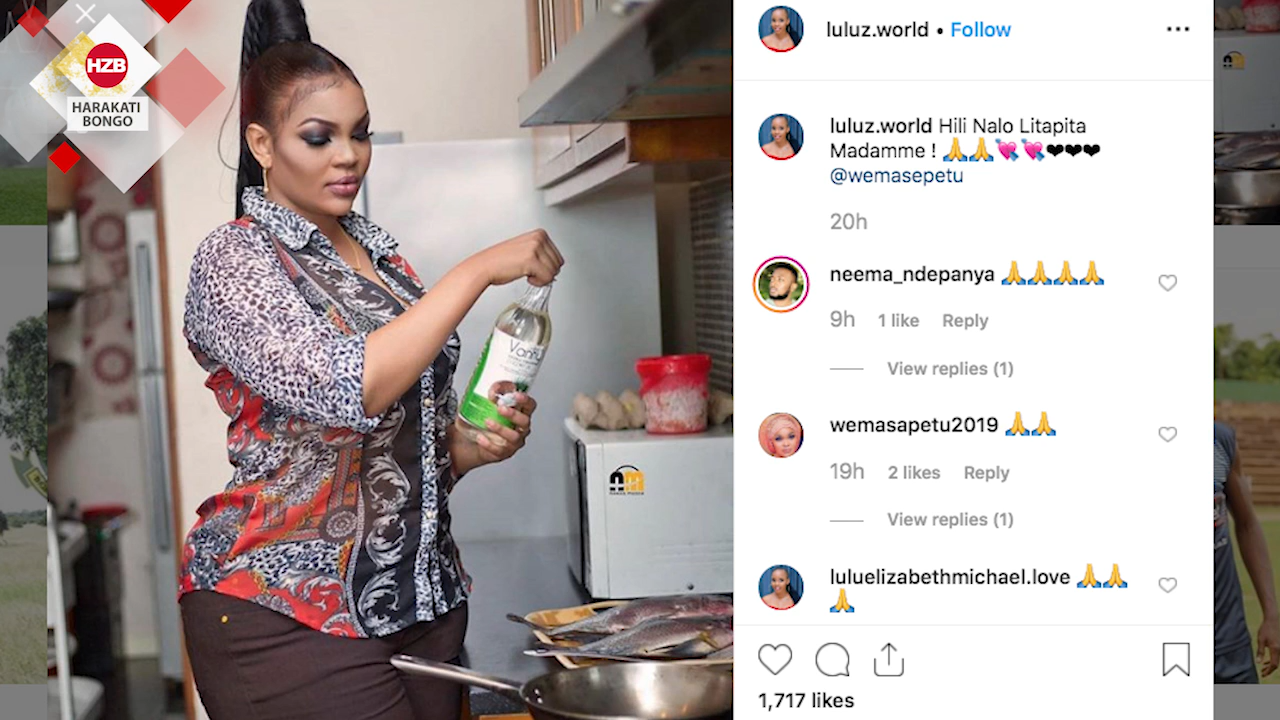 HZB
HARAKATI
BONGO
luluz.world • Follow
luluz.world Hili Nalo Litapita
Madamme ! 🙏🙏💘💘❤❤❤
@wemasepetu
20h
neema_ndepanya 🙏🙏🙏🙏
9h 1 like Reply
View replies (1)
wemasapetu2019 🙏🙏
19h 2 likes Reply
View replies (1)
luluelizabethmichael.love 🙏🙏
🙏
1,717 likes